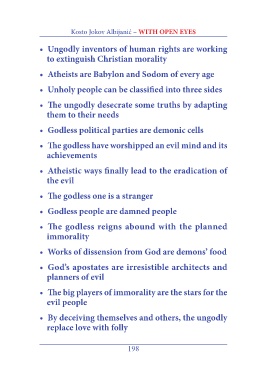 Kosto Jokov Albijanić – WITH OPEN EYES
• Ungodly inventors of human rights are working
to extinguish Christian morality
• Atheists are Babylon and Sodom of every age
• Unholy people can be classified into three sides
• The ungodly desecrate some truths by adapting
them to their needs
• Godless political parties are demonic cells
• The godless have worshipped an evil mind and its
achievements
• Atheistic ways finally lead to the eradication of
the evil
• The godless one is a stranger
• Godless people are damned people
• The godless reigns abound with the planned
immorality
• Works of dissension from God are demons' food
• God's apostates are irresistible architects and
planners of evil
• The big players of immorality are the stars for the
evil people
• By deceiving themselves and others, the ungodly
replace love with folly
198